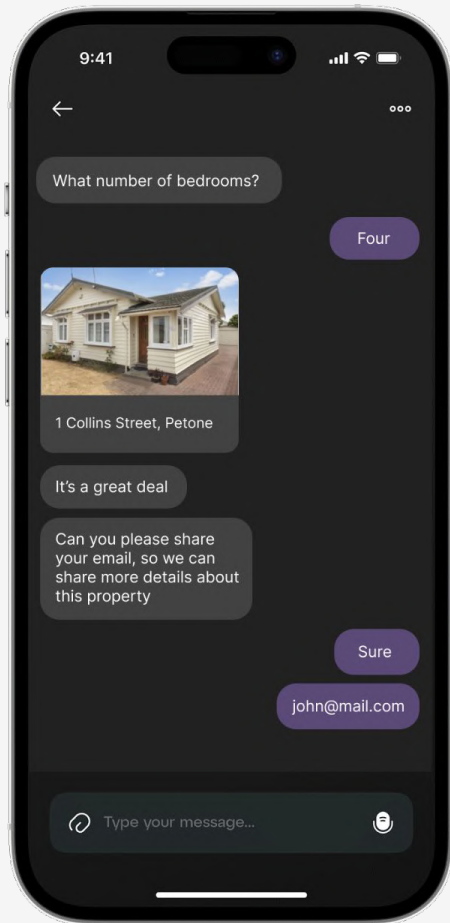 9:41
What number of bedrooms?
Four
1 Collins Street, Petone
It's a great deal
Can you please share
your email, so we can
share more details about
this property
Sure
john@mail.com
Type your message...